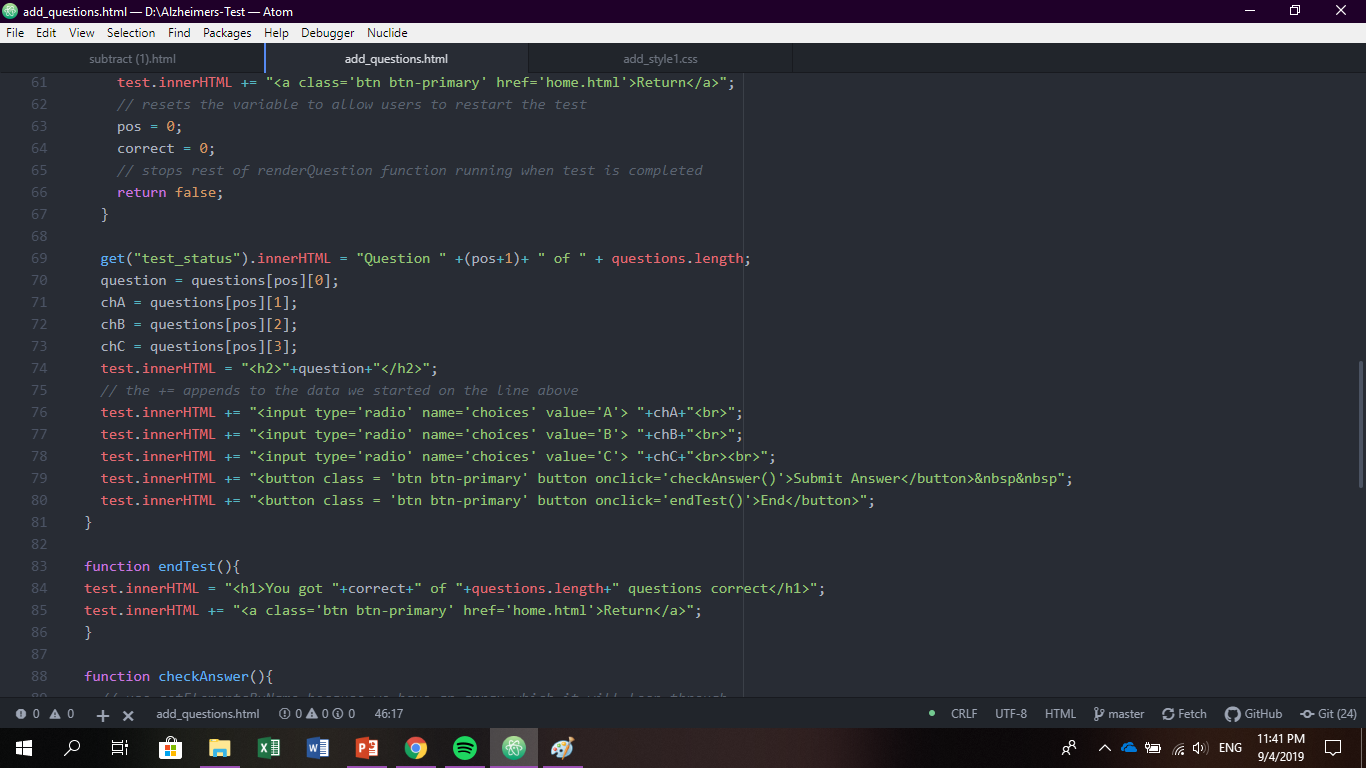 add_questions.html — D:\Alzheimers-Test — Atom
File Edit View Selection Find Packages Help Debugger Nuclide
subtract (1).html add_questions.html add_style1.css
61 test.innerHTML += "<a class='btn btn-primary' href='home.html'>Return</a>";
62 // resets the variable to allow users to restart the test
63 pos = 0;
64 correct = 0;
65 // stops rest of renderQuestion function running when test is completed
66 return false;
67 }
68
69 get("test_status").innerHTML = "Question " +(pos+1)+ " of " + questions.length;
70 question = questions[pos][0];
71 chA = questions[pos][1];
72 chB = questions[pos][2];
73 chC = questions[pos][3];
74 test.innerHTML = "<h2>"+question+"</h2>";
75 // the += appends to the data we started on the line above
76 test.innerHTML += "<input type='radio' name='choices' value='A'> "+chA+"<br>";
77 test.innerHTML += "<input type='radio' name='choices' value='B'> "+chB+"<br>";
78 test.innerHTML += "<input type='radio' name='choices' value='C'> "+chC+"<br><br>";
79 test.innerHTML += "<button class = 'btn btn-primary' button onclick='checkAnswer()'>Submit Answer</button>&nbsp&nbsp";
80 test.innerHTML += "<button class = 'btn btn-primary' button onclick='endTest()'>End</button>";
81 }
82
83 function endTest(){
84 test.innerHTML = "<h1>You got "+correct+" of "+questions.length+" questions correct</h1>";
85 test.innerHTML += "<a class='btn btn-primary' href='home.html'>Return</a>";
86 }
87
88 function checkAnswer(){
0 0 add_questions.html 0 0 0 46:17 CRLF UTF-8 HTML master Fetch GitHub Git (24)
ENG 11:41 PM
9/4/2019